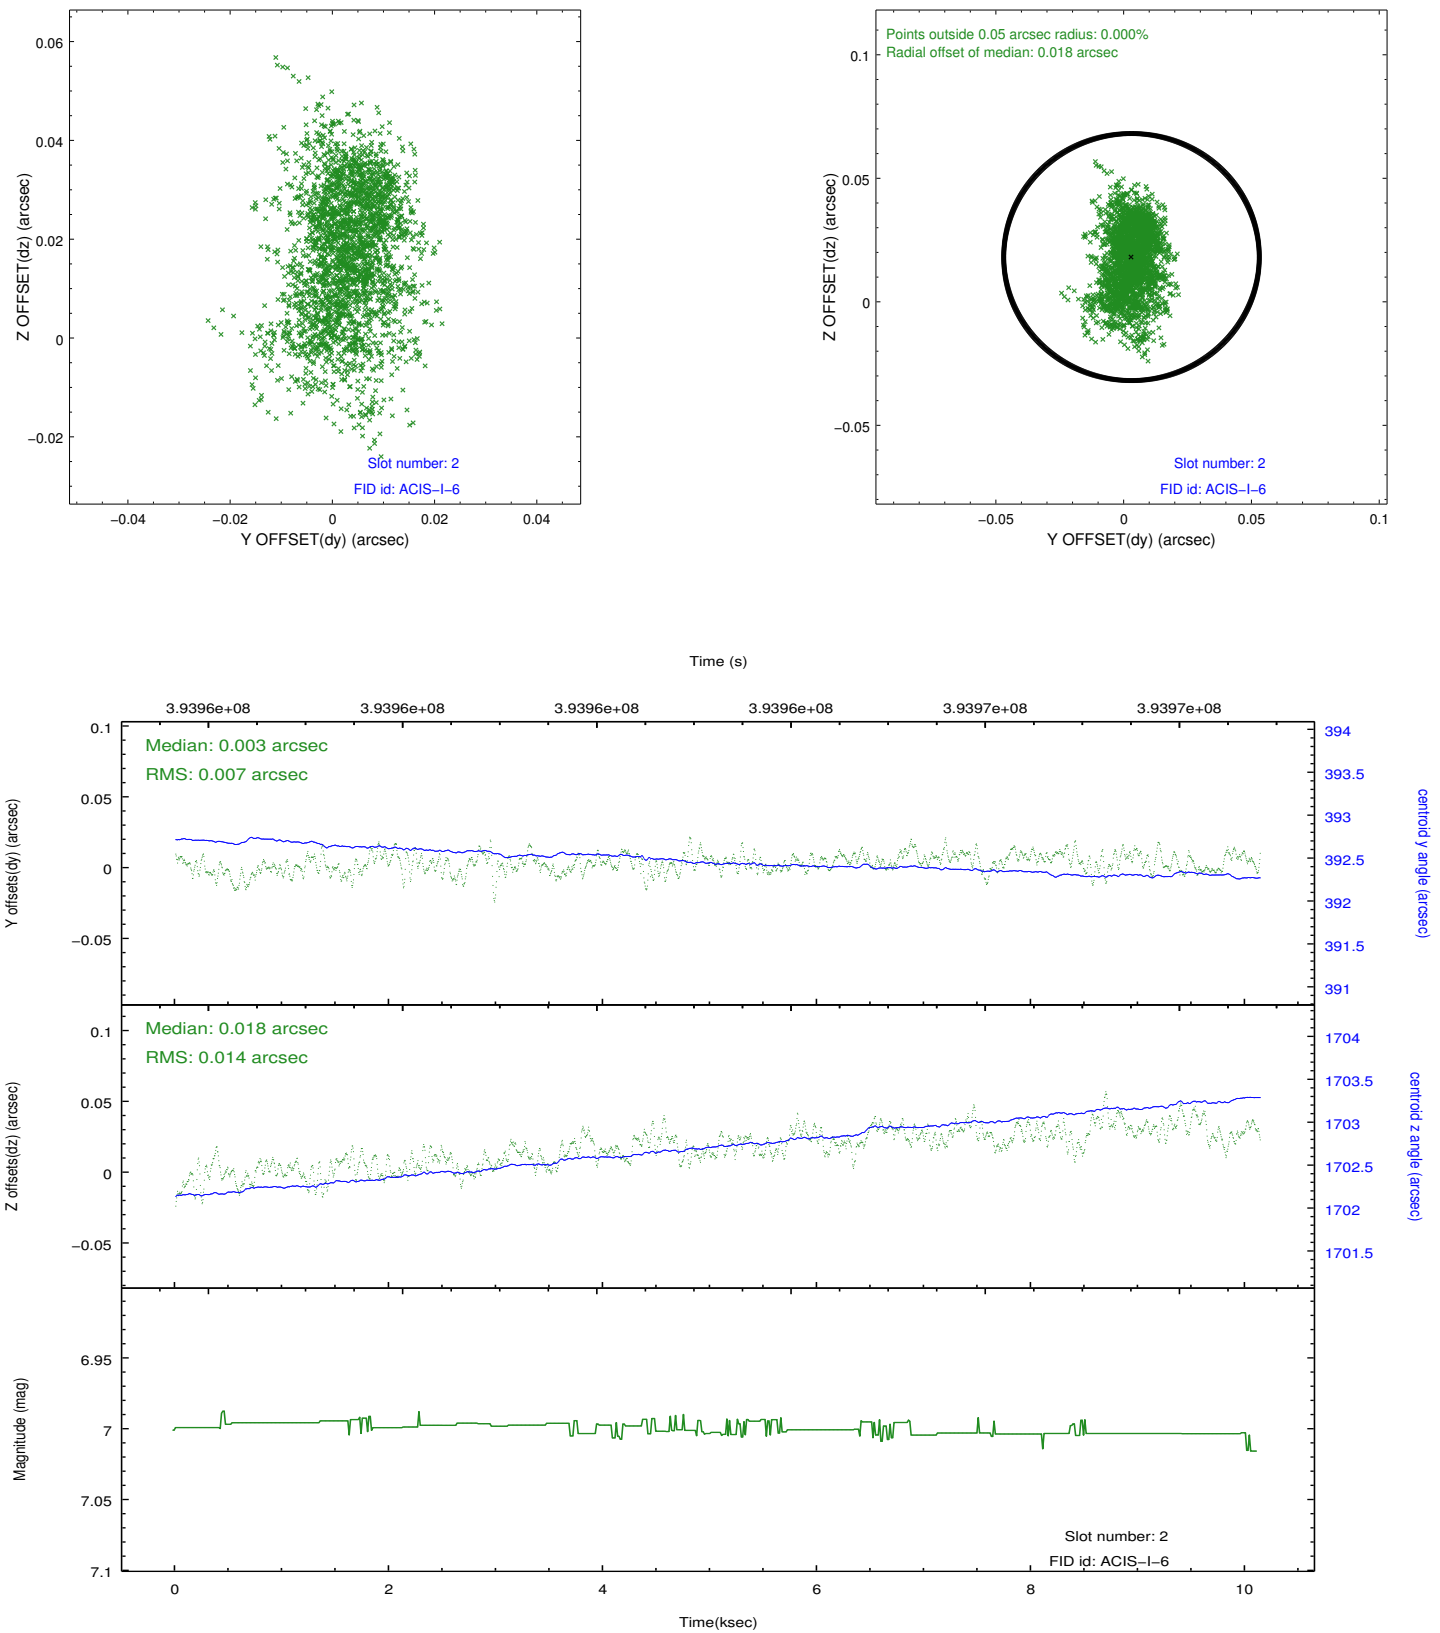 0.06
0.04
0.02
0
−0.02
Z OFFSET(dz) (arcsec)
Slot number: 2
FID id: ACIS−I−6
−0.04
−0.02
0
0.02
0.04
Y OFFSET(dy) (arcsec)
Points outside 0.05 arcsec radius: 0.000%
Radial offset of median: 0.018 arcsec
0.1
0.05
0
−0.05
Z OFFSET(dz) (arcsec)
Slot number: 2
FID id: ACIS−I−6
−0.05
0
0.05
0.1
Y OFFSET(dy) (arcsec)
Time (s)
3.9396e+08
3.9396e+08
3.9396e+08
3.9396e+08
3.9397e+08
3.9397e+08
Median: 0.003 arcsec
RMS: 0.007 arcsec
0.1
0.05
0
−0.05
Y offsets(dy) (arcsec)
394
393.5
393
392.5
392
391.5
391
centroid y angle (arcsec)
Median: 0.018 arcsec
RMS: 0.014 arcsec
0.1
0.05
0
−0.05
Z offsets(dz) (arcsec)
1704
1703.5
1703
1702.5
1702
1701.5
centroid z angle (arcsec)
6.95
7
7.05
7.1
Magnitude (mag)
Slot number: 2
FID id: ACIS−I−6
0
2
4
6
8
10
Time(ksec)